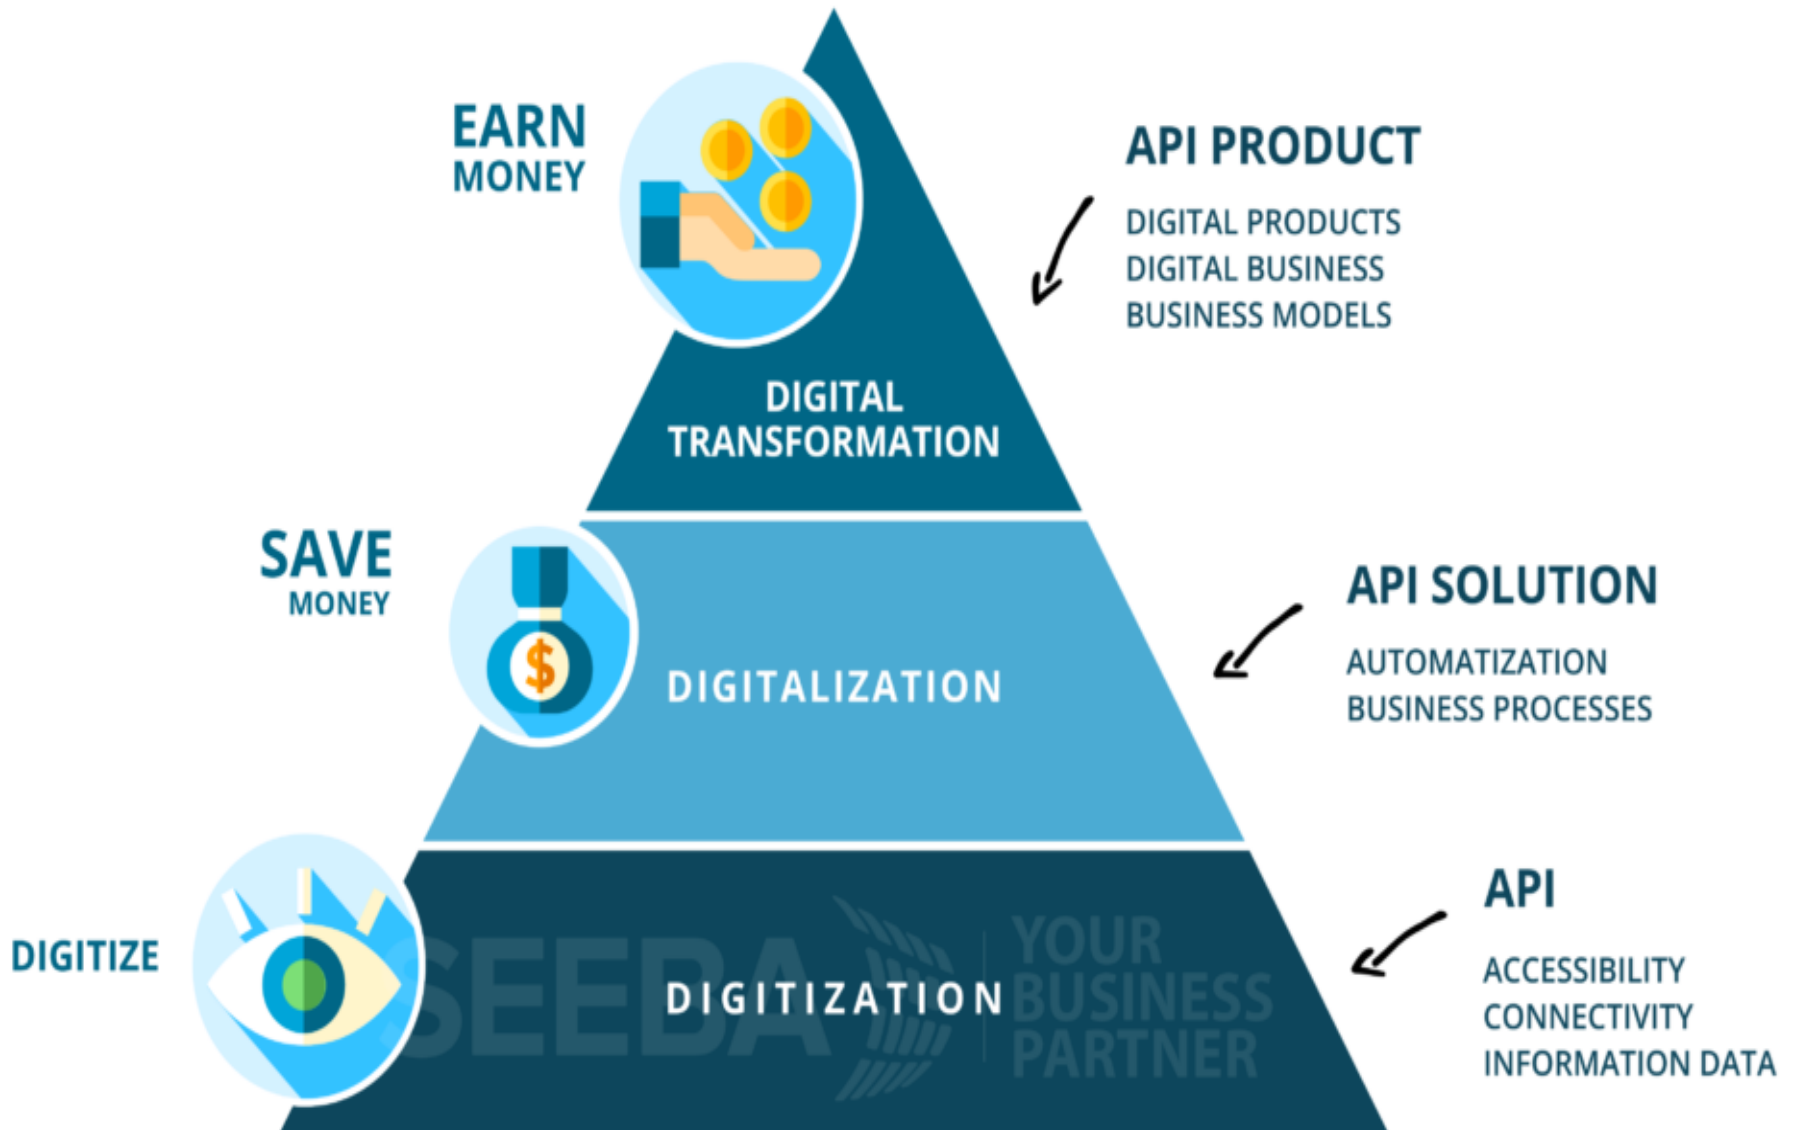 EARN
MONEY
API PRODUCT
DIGITAL PRODUCTS
DIGITAL BUSINESS
BUSINESS MODELS
DIGITAL
TRANSFORMATION
SAVE
MONEY
$
API SOLUTION
AUTOMATIZATION
BUSINESS PROCESSES
DIGITALIZATION
DIGITIZE
API
ACCESSIBILITY
CONNECTIVITY
INFORMATION DATA
DIGITIZATION
SEEBA
YOUR
BUSINESS
PARTNER